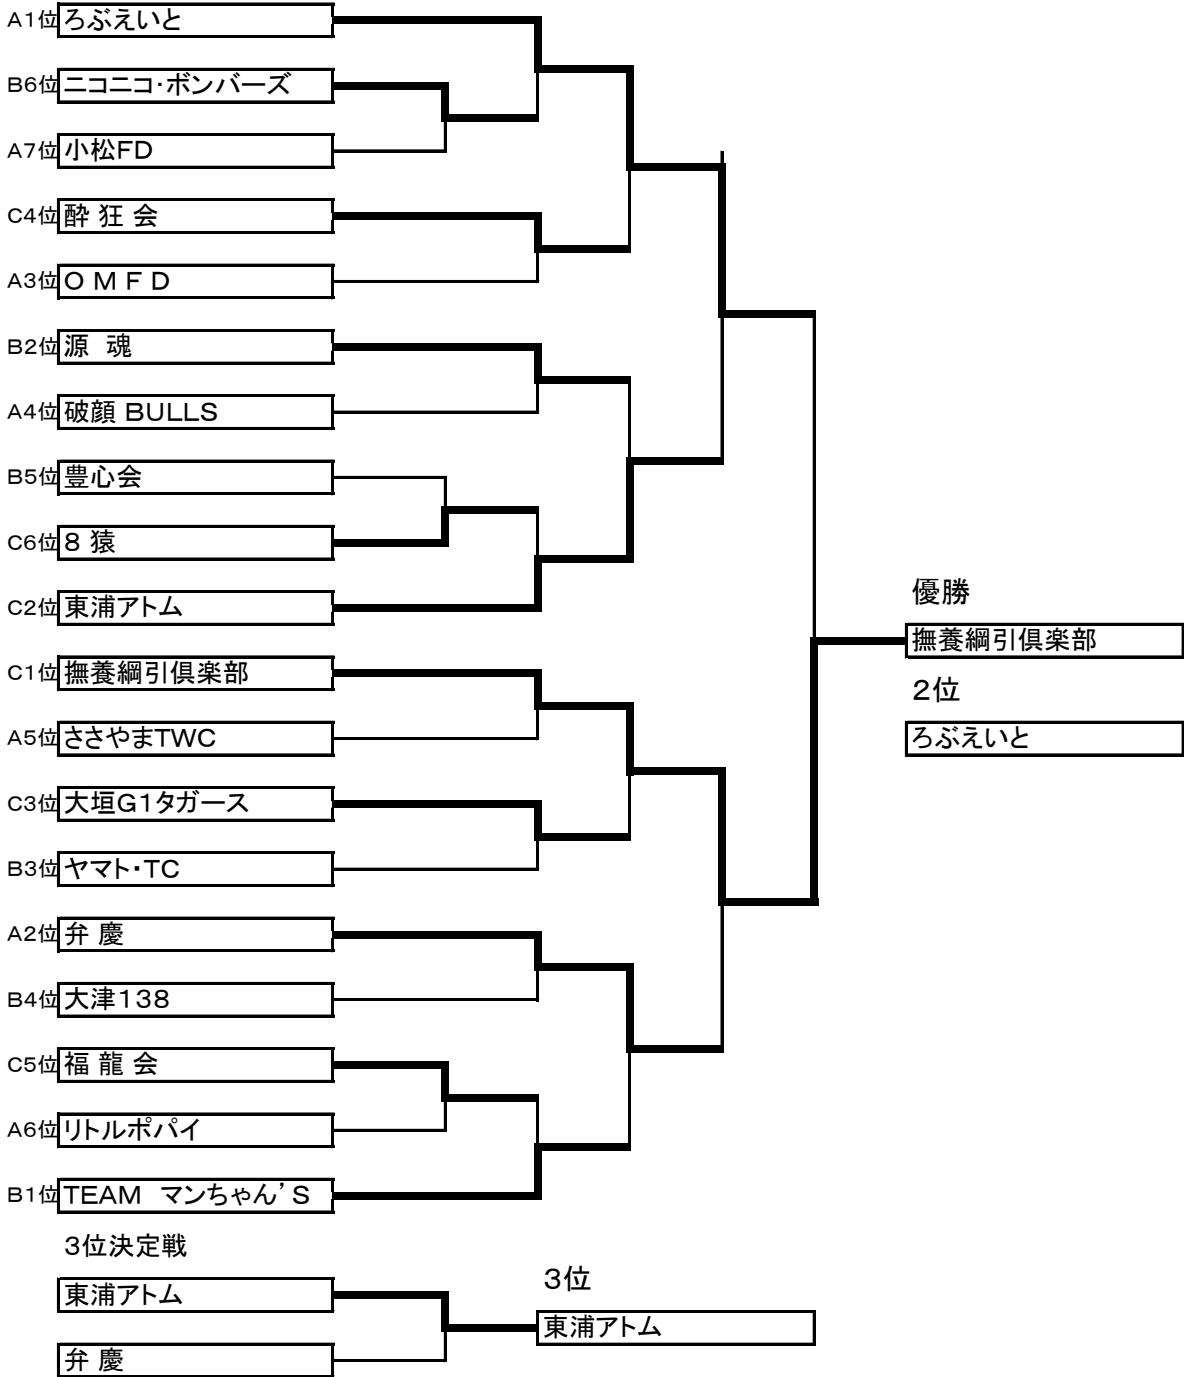 A1位 ろぶえいと
B6位 ニコニコ・ボンバーズ
A7位 小松FD
C4位 酔 狂 会
A3位 O M F D
B2位 源 魂
A4位 破顔 BULLS
B5位 豊心会
C6位 8 猿
C2位 東浦アトム
優勝
C1位 撫養綱引倶楽部
撫養綱引倶楽部
2位
A5位 ささやまTWC
ろぶえいと
C3位 大垣G1タガース
B3位 ヤマト・TC
A2位 弁 慶
B4位 大津138
C5位 福 龍 会
A6位 リトルポパイ
B1位 TEAM マンちゃん’S
3位決定戦
東浦アトム
3位
東浦アトム
弁 慶